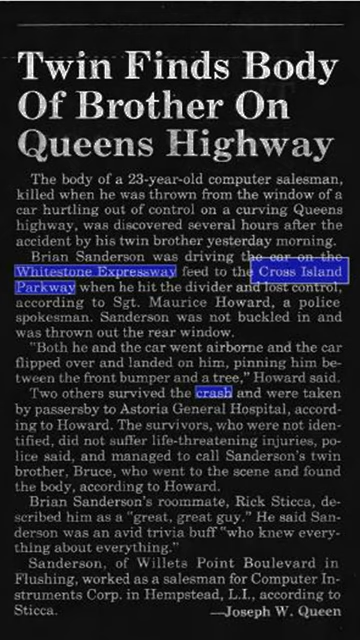 Twin Finds Body
Of Brother On
Queens Highway
The body of a 23-year-old computer salesman,
killed when he was thrown from the window of a
car hurtling out of control on a curving Queens
highway, was discovered several hours after the
accident by his twin brother yesterday morning.
Brian Sanderson was driving the car on the
Whitestone Expressway feed to the Cross Island
Parkway when he hit the divider and lost control,
according to Sgt. Maurice Howard, a police
spokesman. Sanderson was not buckled in and
was thrown out the rear window.
"Both he and the car went airborne and the car
flipped over and landed on him, pinning him be-
tween the front bumper and a tree," Howard said.
Two others survived the crash and were taken
by passersby to Astoria General Hospital, accord-
ing to Howard. The survivors, who were not iden-
tified, did not suffer life-threatening injuries, po-
lice said, and managed to call Sanderson's twin
brother, Bruce, who went to the scene and found
the body, according to Howard.
Brian Sanderson's roommate, Rick Sticca, de-
scribed him as a "great, great guy." He said San-
derson was an avid trivia buff "who knew every-
thing about everything."
Sanderson, of Willets Point Boulevard in
Flushing, worked as a salesman for Computer In-
struments Corp. in Hempstead, L.I., according to
Sticca. —Joseph W. Queen